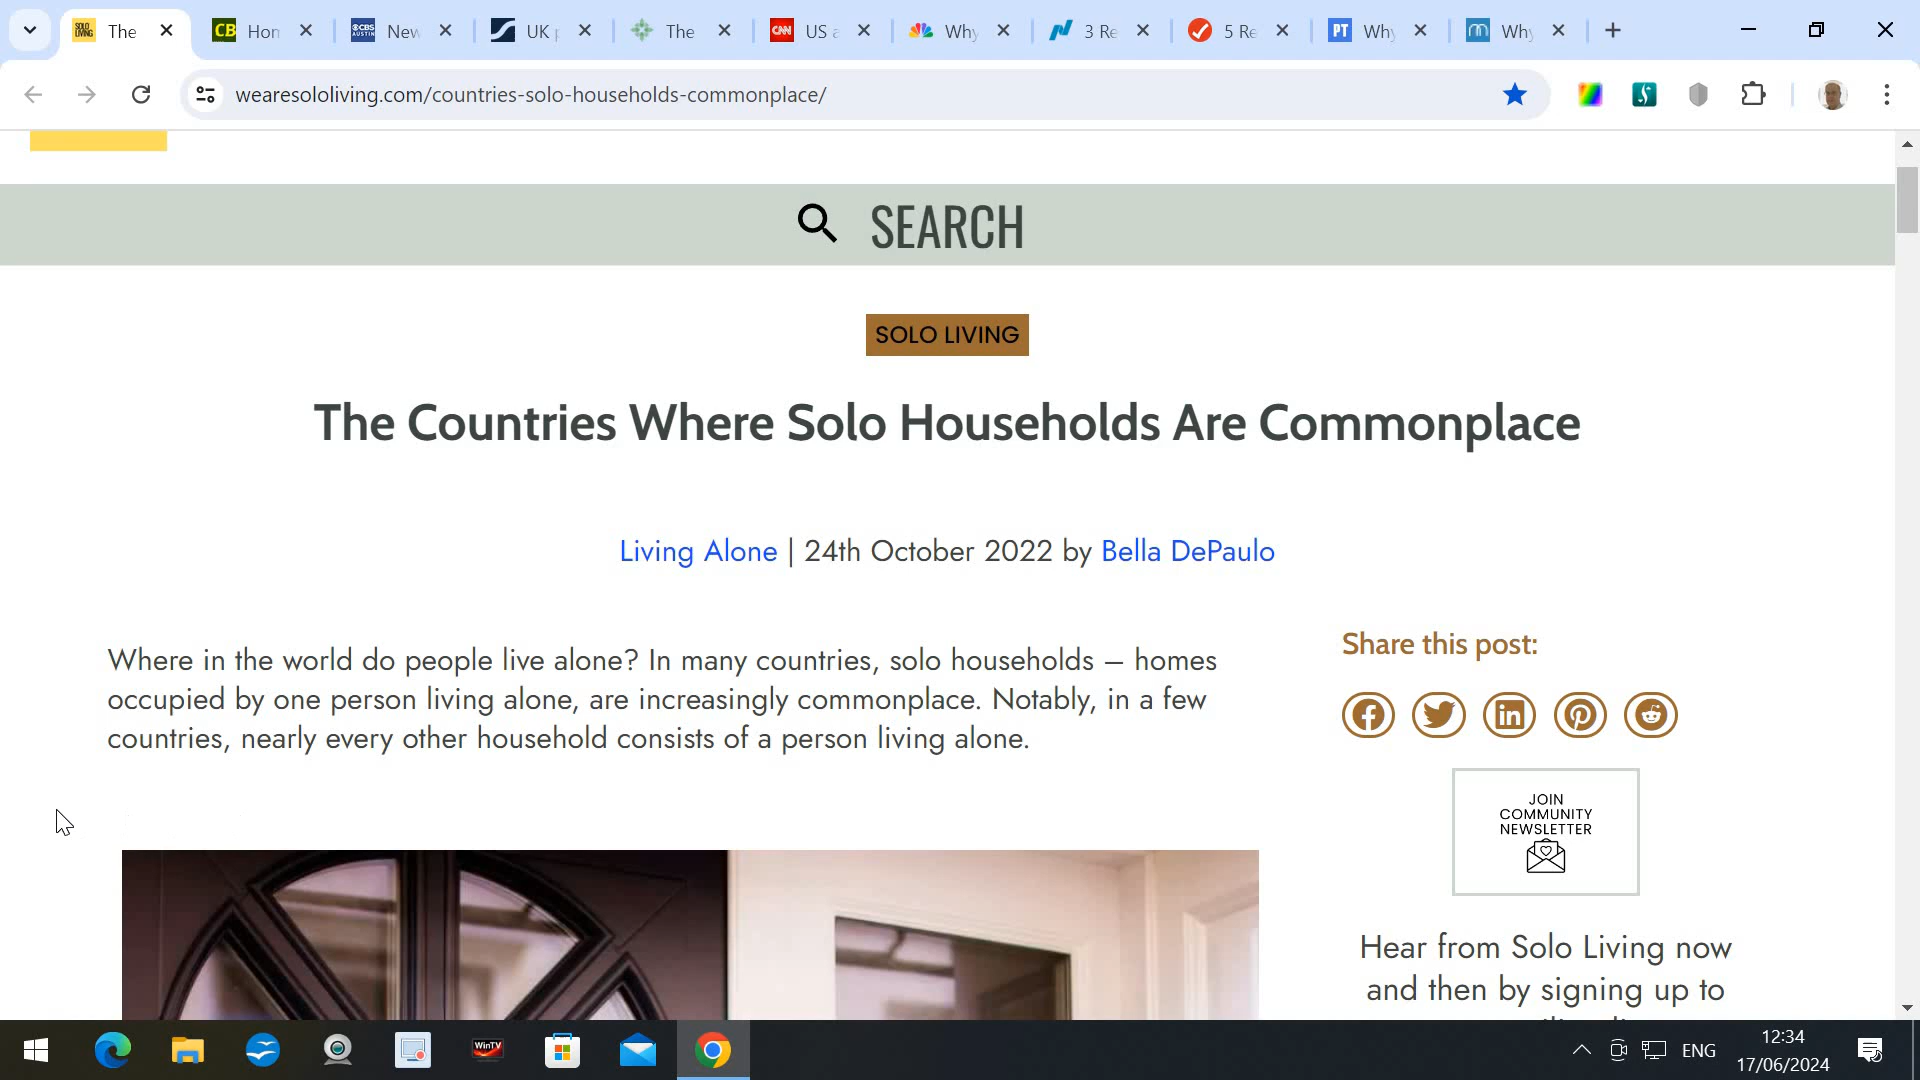 The
Hon
New
UK p
The
US a
Why
3 Re
5 Re
Why
Why
wearesololiving.com/countries-solo-households-commonplace/
SEARCH
SOLO LIVING
The Countries Where Solo Households Are Commonplace
Living Alone | 24th October 2022 by Bella DePaulo
Where in the world do people live alone? In many countries, solo households – homes
occupied by one person living alone, are increasingly commonplace. Notably, in a few
countries, nearly every other household consists of a person living alone.
Share this post:
JOIN
COMMUNITY
NEWSLETTER
Hear from Solo Living now
and then by signing up to
WinTV
ENG
12:34
17/06/2024